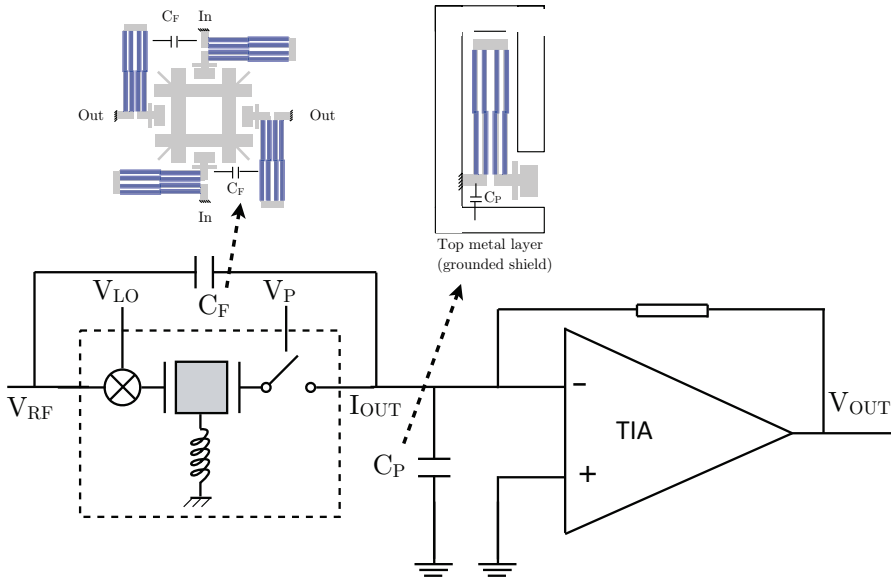 C_F
In
Out
Out
C_F
In
C_P
Top metal layer
(grounded shield)
V_LO
C_F
V_P
V_RF
I_OUT
C_P
−
+
TIA
V_OUT